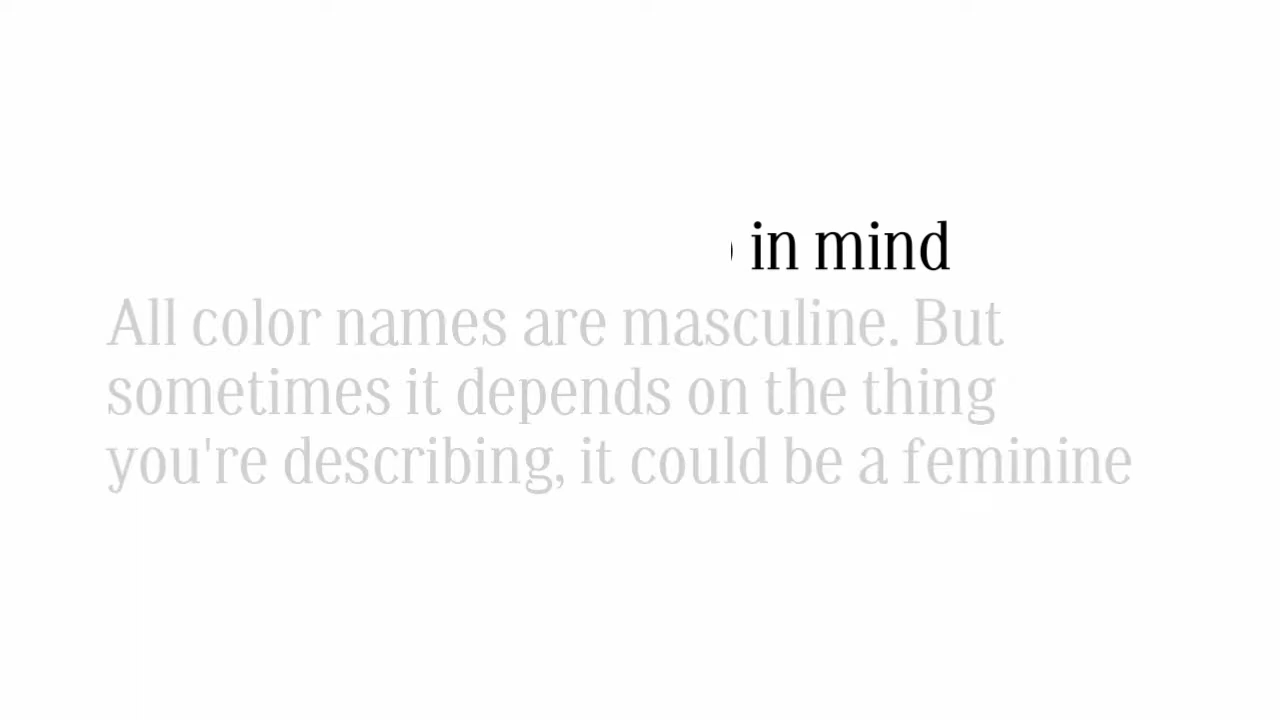 in mind
All color names are masculine. But
sometimes it depends on the thing
you're describing, it could be a feminine